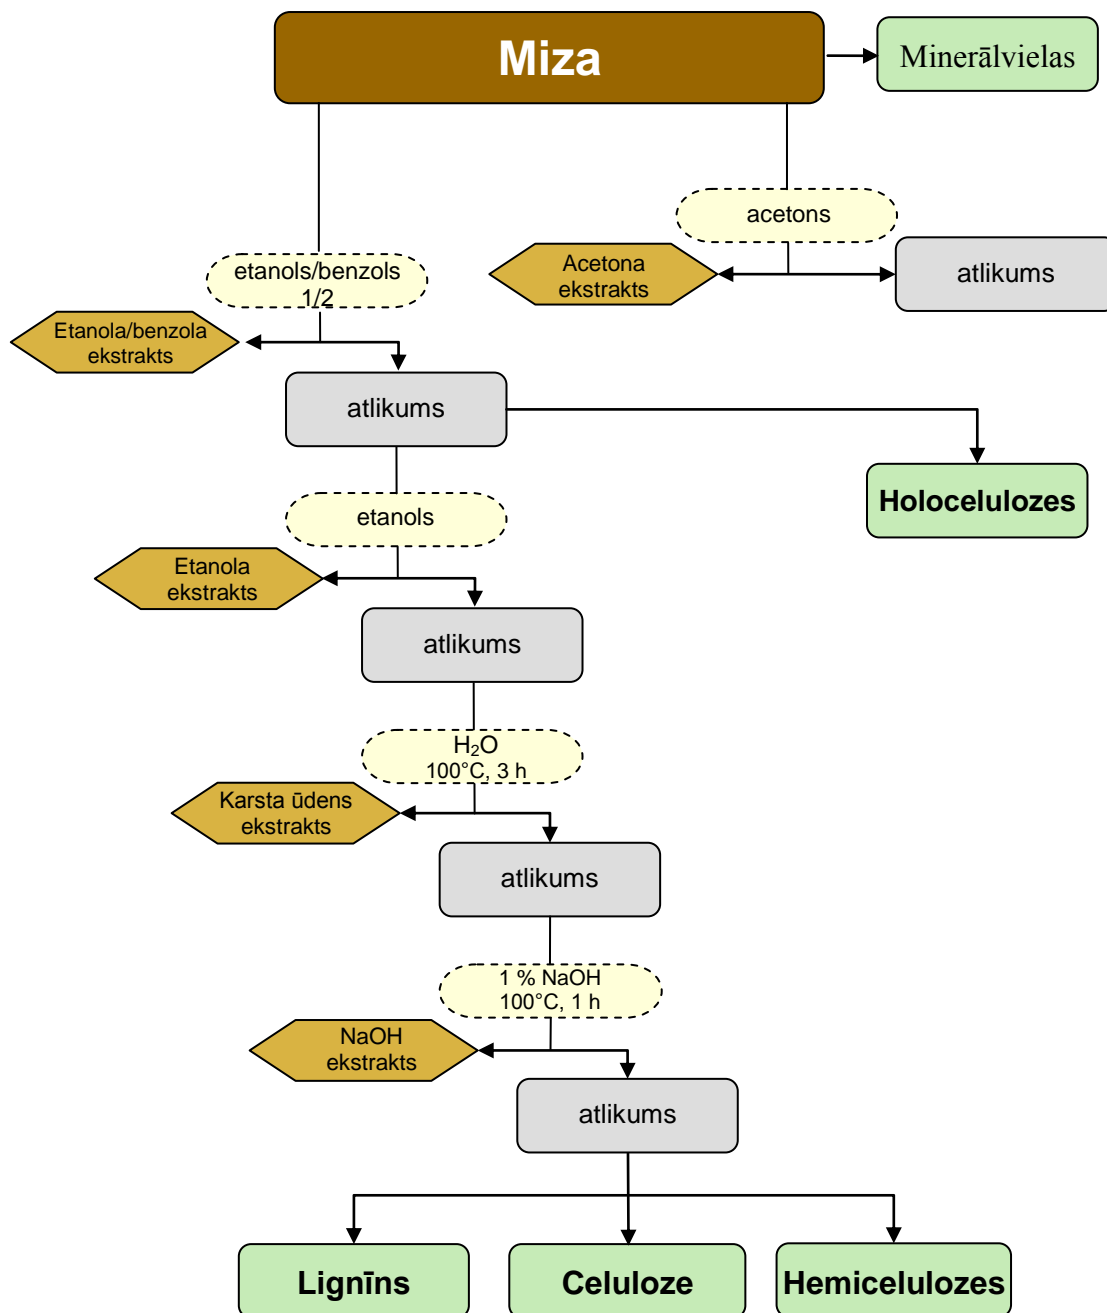 Miza
Minerālvielas
acetons
etanols/benzols
1/2
Acetona
ekstrakts
atlikums
Etanola/benzola
ekstrakts
atlikums
Holocelulozes
etanols
Etanola
ekstrakts
atlikums
H₂O
100°C, 3 h
Karsta ūdens
ekstrakts
atlikums
1 % NaOH
100°C, 1 h
NaOH
ekstrakts
atlikums
Lignīns
Celuloze
Hemicelulozes